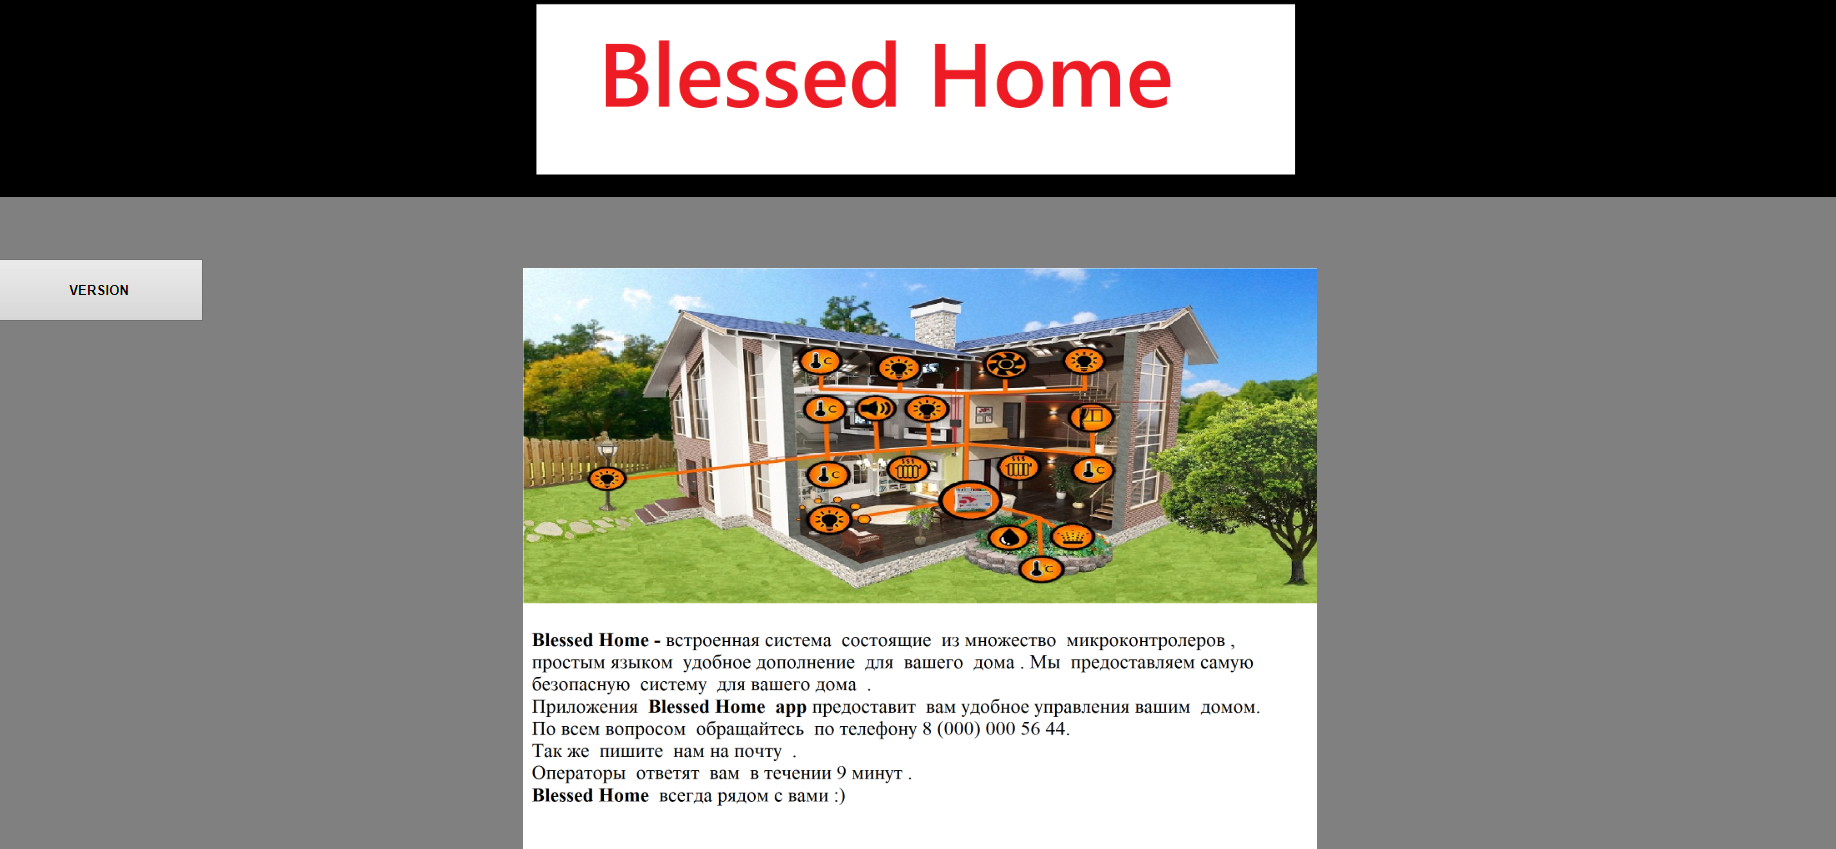 Blessed Home
VERSION
Blessed Home - встроенная система состоящие из множество микроконтролеров ,
простым языком удобное дополнение для вашего дома . Мы предоставляем самую
безопасную систему для вашего дома .
Приложения Blessed Home app предоставит вам удобное управления вашим домом.
По всем вопросом обращайтесь по телефону 8 (000) 000 56 44.
Так же пишите нам на почту .
Операторы ответят вам в течении 9 минут .
Blessed Home всегда рядом с вами :)